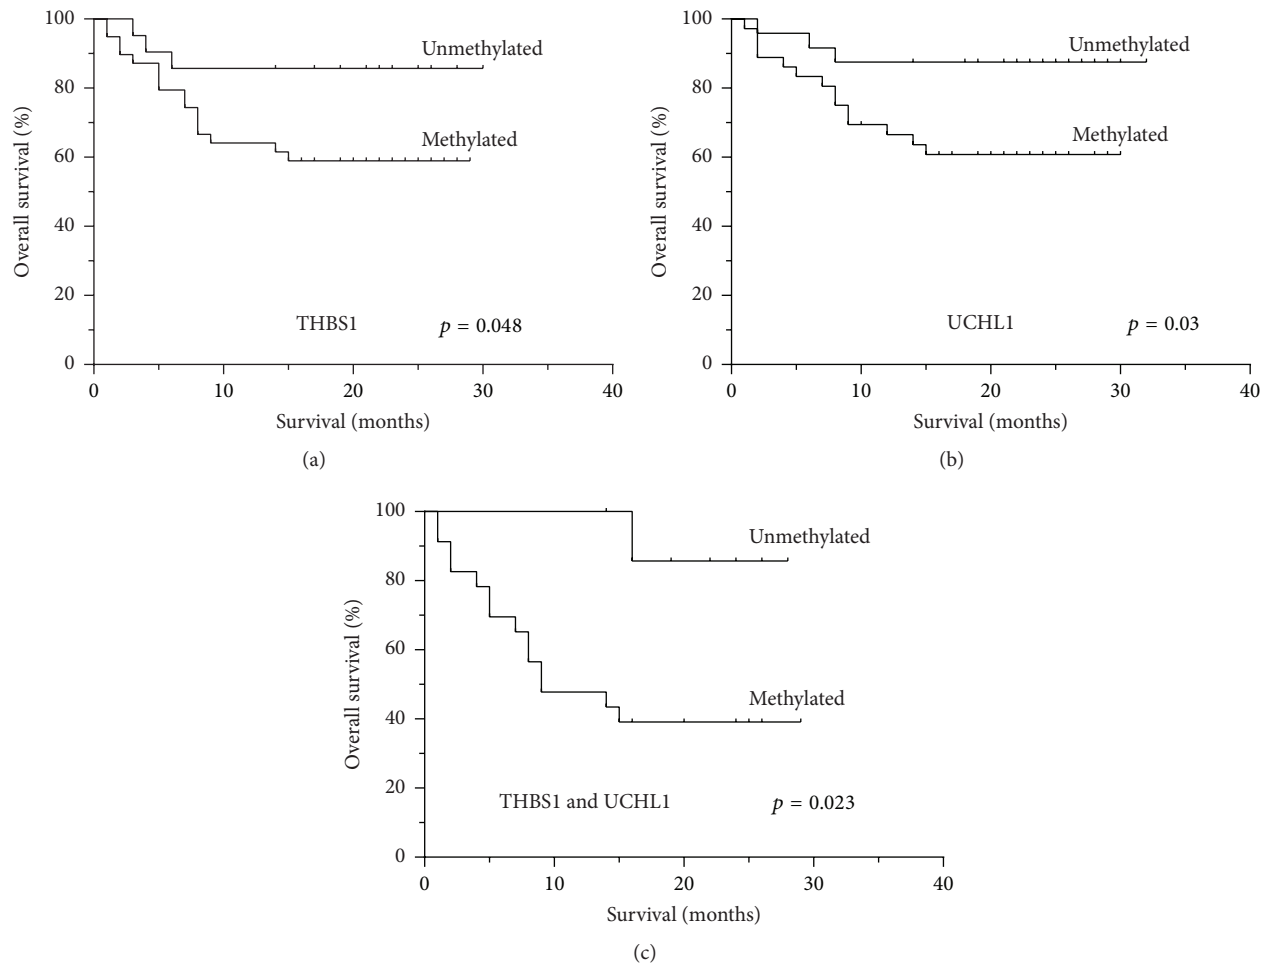 100
80
60
40
20
0
Overall survival (%)
Unmethylated
Methylated
THBS1
p = 0.048
0 10 20 30 40
Survival (months)
(a)
100
80
60
40
20
0
Overall survival (%)
Unmethylated
Methylated
UCHL1
p = 0.03
0 10 20 30 40
Survival (months)
(b)
100
80
60
40
20
0
Overall survival (%)
Unmethylated
Methylated
THBS1 and UCHL1
p = 0.023
0 10 20 30 40
Survival (months)
(c)